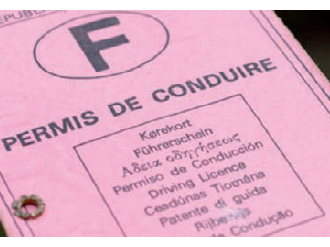 F
PERMIS DE CONDUIRE
Kørekort
Führerschein
Άδεια οδηγήσεως
Permiso de Conducción
Driving Licence
Ceadúnas Tiomána
Patente di guida
Rijbewijs
de Condução